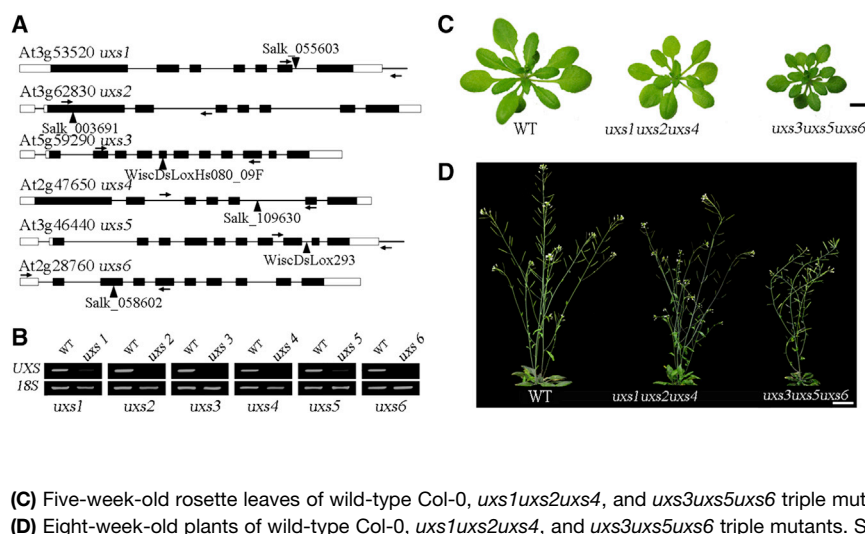 A
At3g53520 uxs1
Salk_055603
At3g62830 uxs2
Salk_003691
At5g59290 uxs3
WiscDsLoxHs080_09F
At2g47650 uxs4
Salk_109630
At3g46440 uxs5
WiscDsLox293
At2g28760 uxs6
Salk_058602
B
WT uxs 1 WT uxs 2 WT uxs 3 WT uxs 4 WT uxs 5 WT uxs 6
UXS
18S
uxs1 uxs2 uxs3 uxs4 uxs5 uxs6
C
WT uxs1uxs2uxs4 uxs3uxs5uxs6
D
WT uxs1uxs2uxs4 uxs3uxs5uxs6
(C) Five-week-old rosette leaves of wild-type Col-0, uxs1uxs2uxs4, and uxs3uxs5uxs6 triple mut
(D) Eight-week-old plants of wild-type Col-0, uxs1uxs2uxs4, and uxs3uxs5uxs6 triple mutants. S